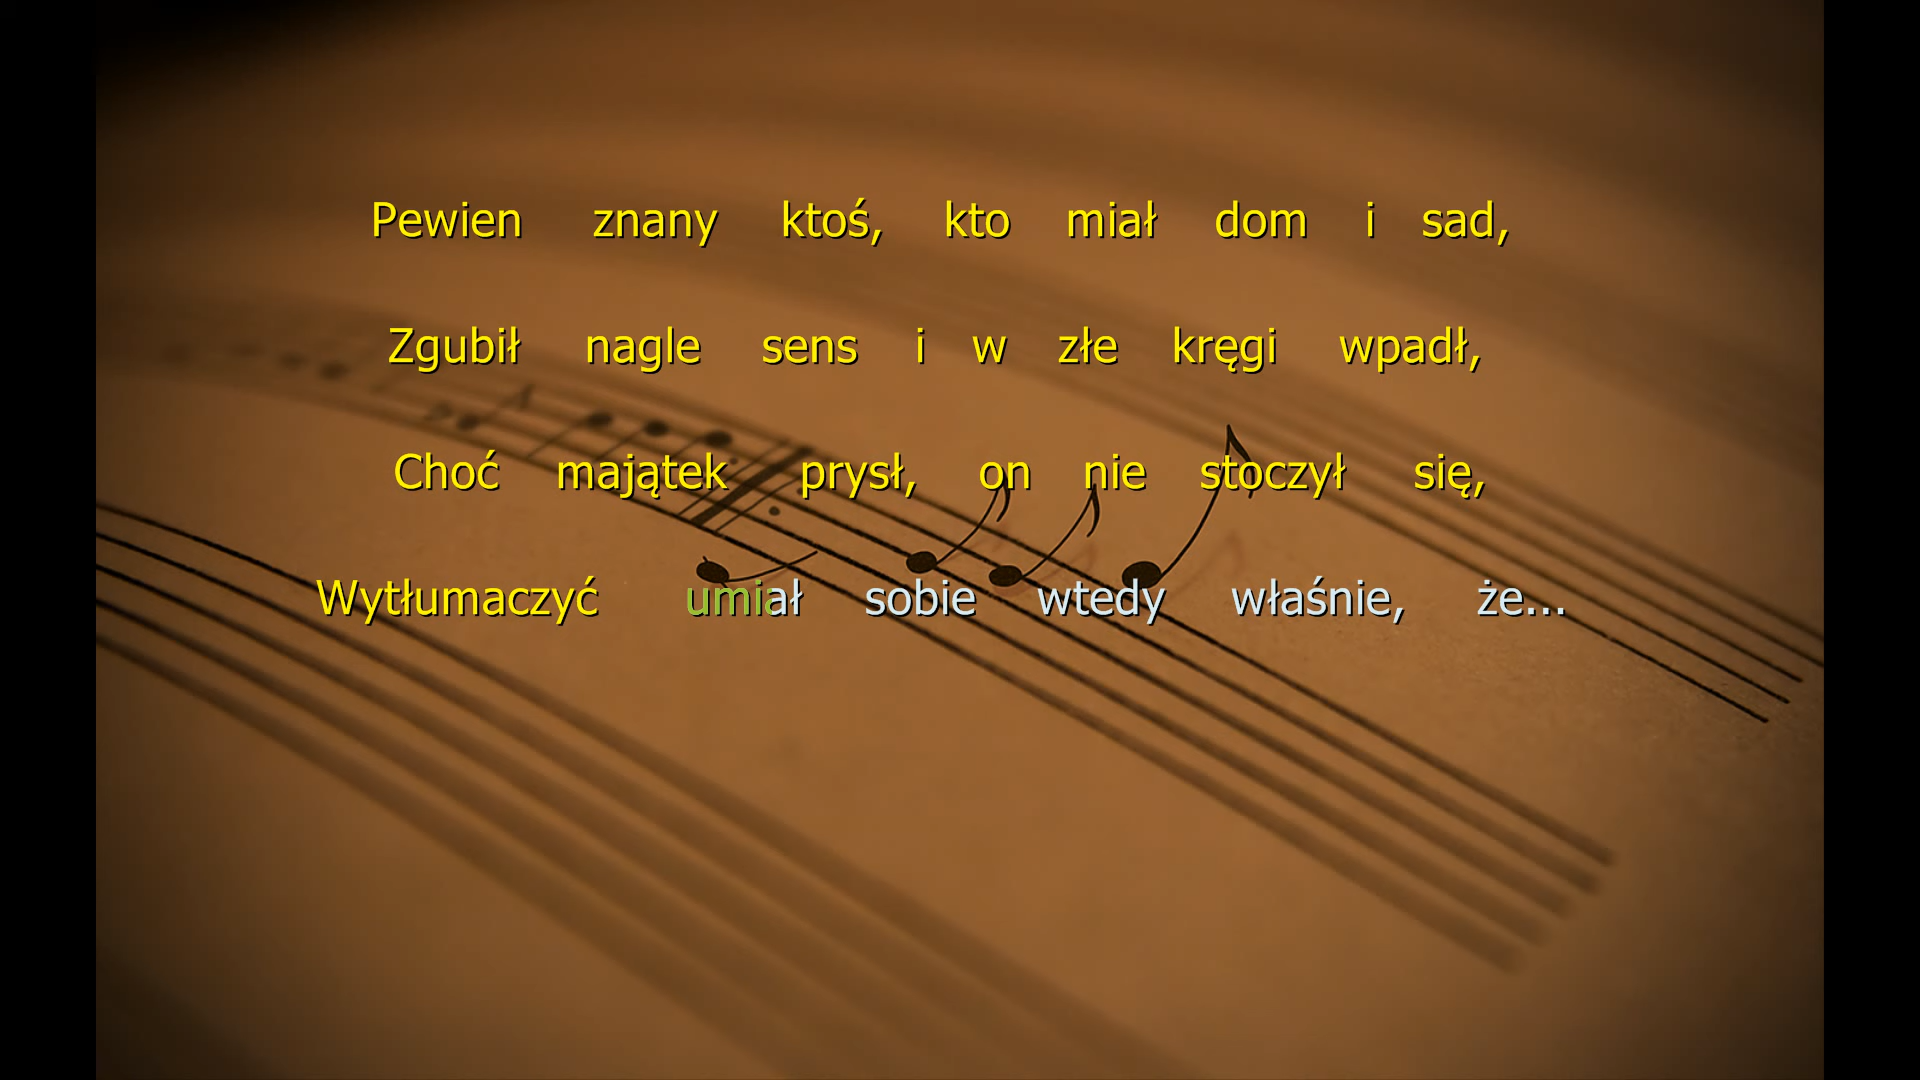 Pewien znany ktoś, kto miał dom i sad,
Zgubił nagle sens i w złe kręgi wpadł,
Choć majątek prysł, on nie stoczył się,
Wytłumaczyć umiał sobie wtedy właśnie, że...